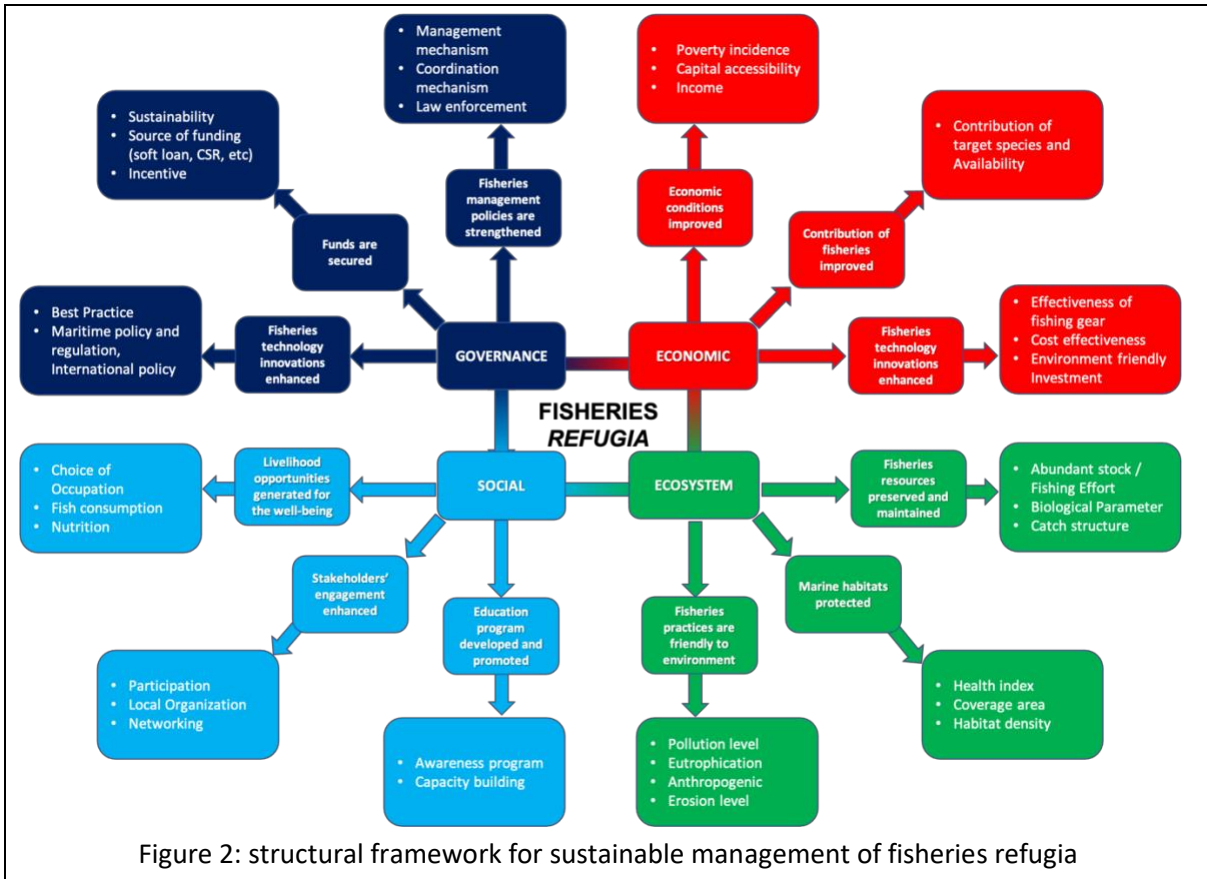 • Management
mechanism
• Coordination
mechanism
• Law enforcement
• Poverty incidence
• Capital accessibility
• Income
• Sustainability
• Source of funding
(soft loan, CSR, etc)
• Incentive
• Contribution of
target species and
Availability
Fisheries
management
policies are
strengthened
Economic
conditions
improved
Funds are
secured
Contribution of
fisheries
improved
• Best Practice
• Maritime policy and
regulation,
International policy
Fisheries
technology
innovations
enhanced
GOVERNANCE
ECONOMIC
Fisheries
technology
innovations
enhanced
• Effectiveness of
fishing gear
• Cost effectiveness
• Environment friendly
Investment
FISHERIES
REFUGIA
• Choice of
Occupation
• Fish consumption
• Nutrition
Livelihood
opportunities
generated for
the well-being
SOCIAL
ECOSYSTEM
Fisheries
resources
preserved and
maintained
• Abundant stock /
Fishing Effort
• Biological Parameter
• Catch structure
Stakeholders’
engagement
enhanced
Education
program
developed and
promoted
Fisheries
practices are
friendly to
environment
Marine habitats
protected
• Participation
• Local Organization
• Networking
• Awareness program
• Capacity building
• Pollution level
• Eutrophication
• Anthropogenic
• Erosion level
• Health index
• Coverage area
• Habitat density
Figure 2: structural framework for sustainable management of fisheries refugia